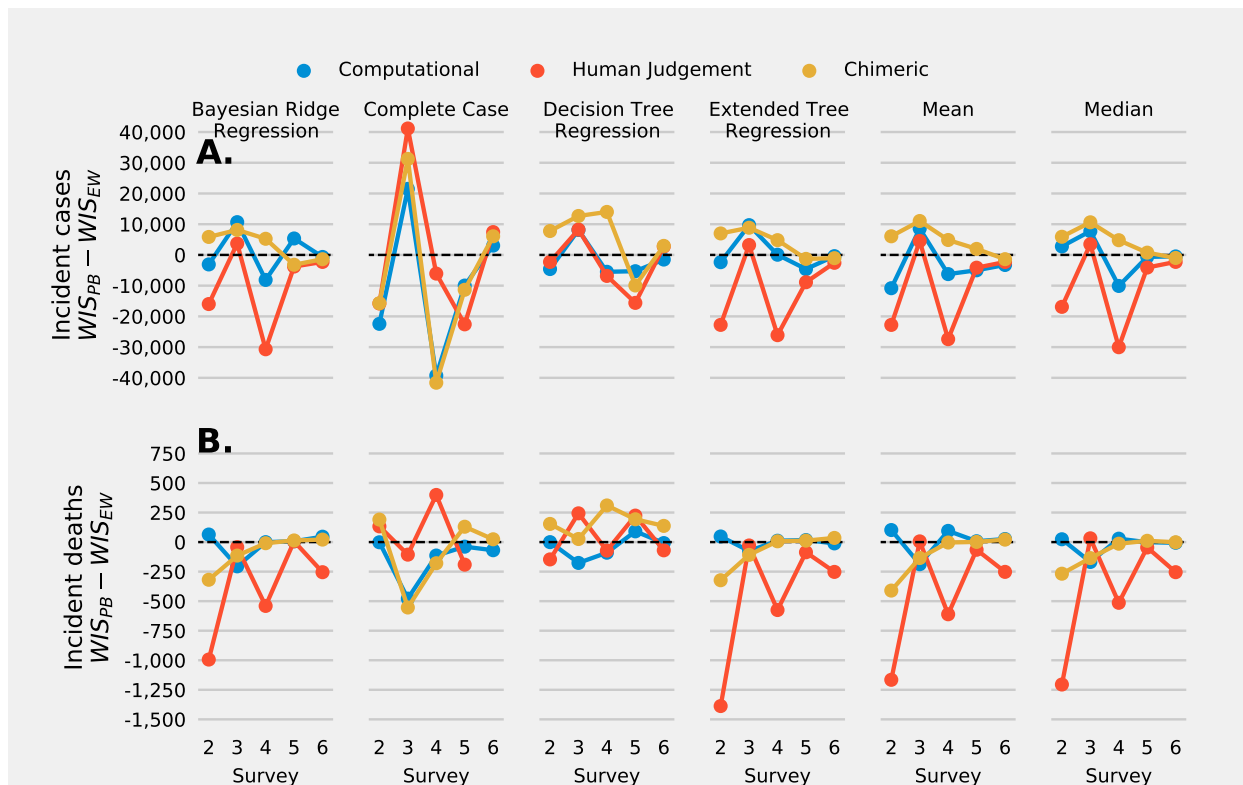 Computational Human Judgement Chimeric
Bayesian Ridge Regression
Complete Case
Decision Tree Regression
Extended Tree Regression
Mean
Median
A.
Incident cases
WIS_PB − WIS_EW
40,000
30,000
20,000
10,000
0
-10,000
-20,000
-30,000
-40,000
B.
Incident deaths
WIS_PB − WIS_EW
750
500
250
0
-250
-500
-750
-1,000
-1,250
-1,500
2 3 4 5 6 2 3 4 5 6 2 3 4 5 6 2 3 4 5 6 2 3 4 5 6 2 3 4 5 6
Survey Survey Survey Survey Survey Survey